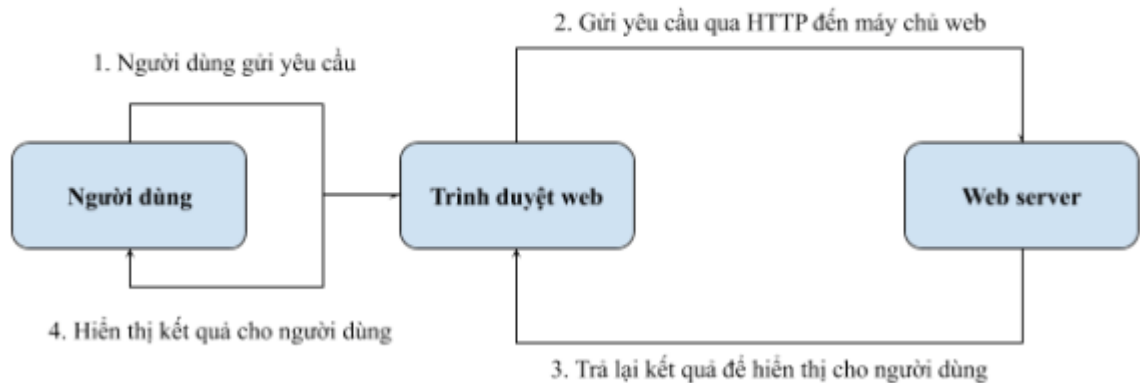 2. Gửi yêu cầu qua HTTP đến máy chủ web
1. Người dùng gửi yêu cầu
Người dùng
Trình duyệt web
Web server
4. Hiển thị kết quả cho người dùng
3. Trả lại kết quả để hiển thị cho người dùng